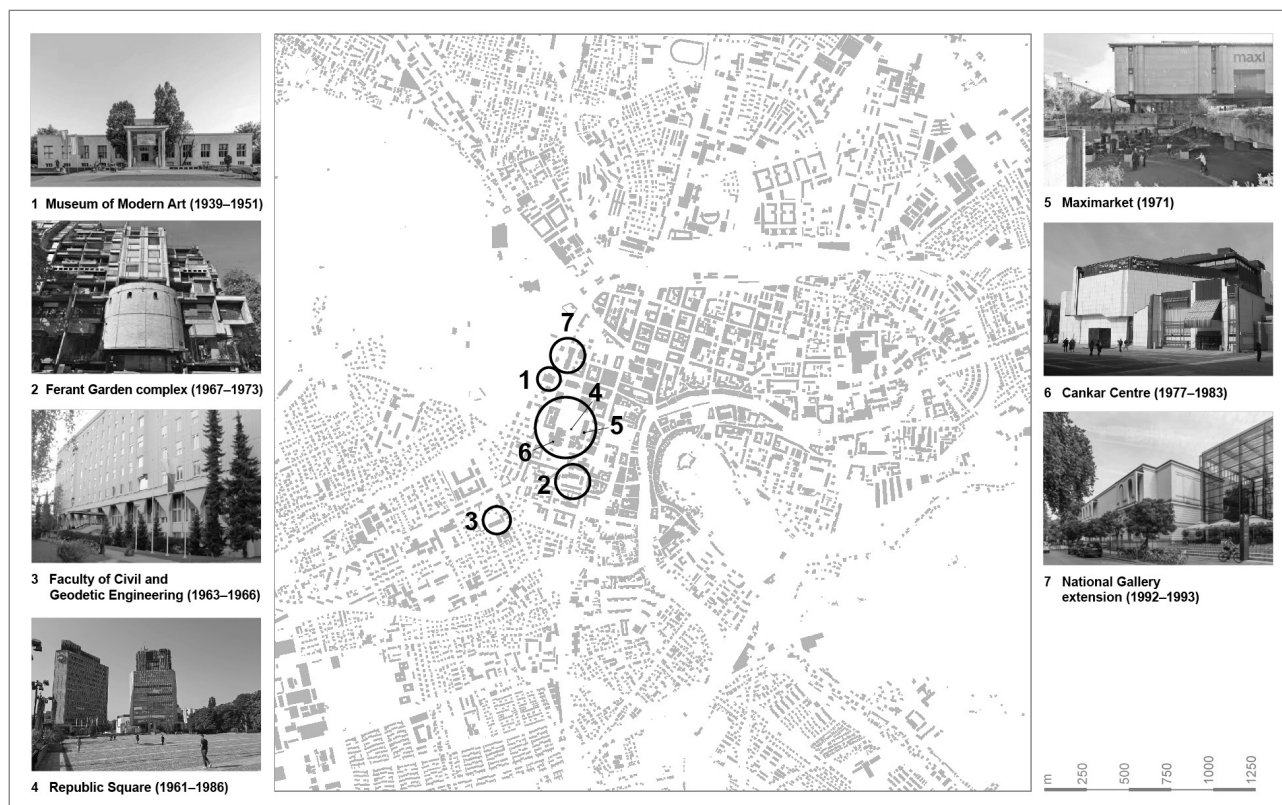 1 Museum of Modern Art (1939–1951)
2 Ferant Garden complex (1967–1973)
3 Faculty of Civil and
Geodetic Engineering (1963–1966)
4 Republic Square (1961–1986)
7
1
4
5
6
2
3
maxi
5 Maximarket (1971)
6 Cankar Centre (1977–1983)
7 National Gallery
extension (1992–1993)
m
250
500
750
1000
1250